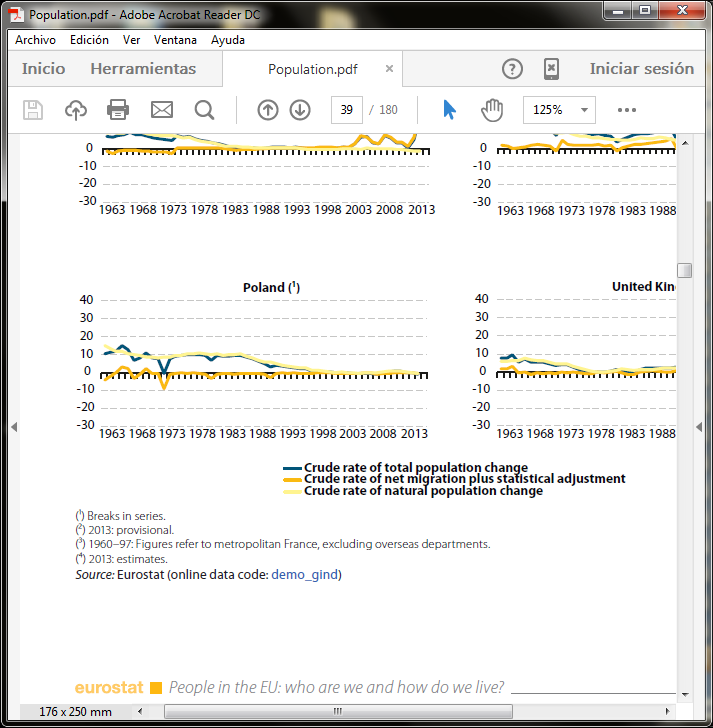 Population.pdf - Adobe Acrobat Reader DC
Archivo Edición Ver Ventana Ayuda
Inicio Herramientas Population.pdf × ? Iniciar sesión
39 / 180 125%
0
-10
-20
-30
1963 1968 1973 1978 1983 1988 1993 1998 2003 2008 2013
0
-10
-20
-30
1963 1968 1973 1978 1983 1988
Poland (¹)
40
30
20
10
0
-10
-20
-30
1963 1968 1973 1978 1983 1988 1993 1998 2003 2008 2013
United Kin
40
30
20
10
0
-10
-20
-30
1963 1968 1973 1978 1983 1988
Crude rate of total population change
Crude rate of net migration plus statistical adjustment
Crude rate of natural population change
(¹) Breaks in series.
(²) 2013: provisional.
(³) 1960–97: Figures refer to metropolitan France, excluding overseas departments.
(⁴) 2013: estimates.
Source: Eurostat (online data code: demo_gind)
eurostat People in the EU: who are we and how do we live?
176 x 250 mm